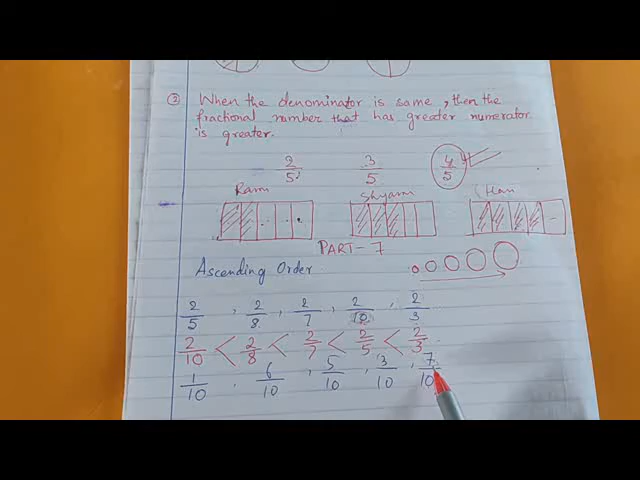 ② When the denominator is same, then the
fractional number that has greater numerator
is greater.
2/5 3/5 4/5
Ram Shyam Hari
PART-7
Ascending Order
2/5 , 2/8 , 2/7 , 2/10 , 2/3
2/10 < 2/8 < 2/7 < 2/5 < 2/3
1/10 , 6/10 , 5/10 , 3/10 , 7/10